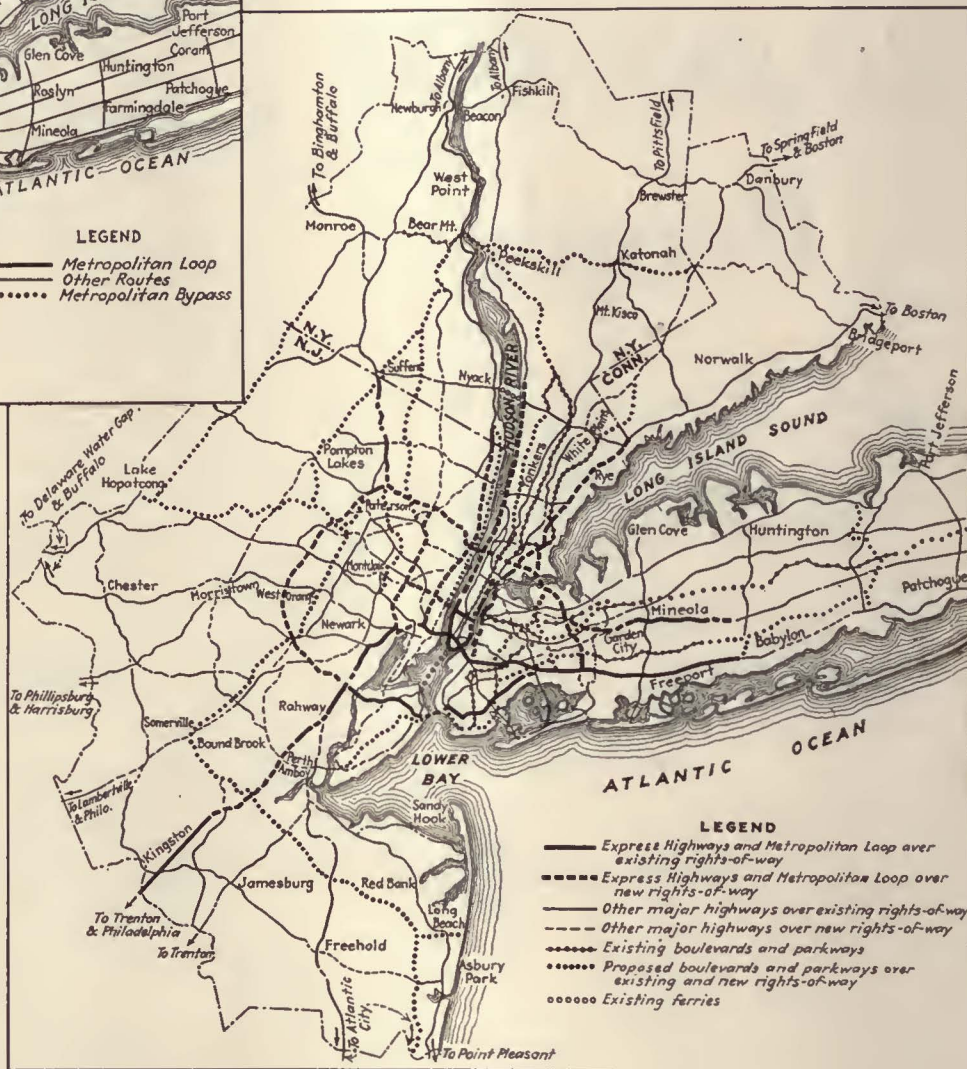 LONG
Port
Jefferson
Glen Cove
Coram
Huntington
Roslyn
Patchogue
Farmingdale
Mineola
ATLANTIC OCEAN
LEGEND
Metropolitan Loop
Other Routes
Metropolitan Bypass
To Albany
To Albany
Newburgh
Beacon
Fishkill
To Binghamton
& Buffalo
To Pittsfield
To Springfield
& Boston
Danbury
West
Point
Brewster
Monroe
Bear Mt.
Peekskill
Katonah
To Boston
Mt. Kisco
Bridgeport
N.Y.
N.J.
N.Y.
CONN.
Norwalk
Suffern
Nyack
HUDSON RIVER
White Plains
Yonkers
Rye
LONG ISLAND SOUND
Port Jefferson
To Delaware Water Gap
& Buffalo
Lake
Hopatcong
Pompton
Lakes
Paterson
Glen Cove
Huntington
Chester
Morristown
West Orange
Montclair
Newark
Mineola
Patchogue
Garden
City
Babylon
Freeport
To Phillipsburg
& Harrisburg
Somerville
Rahway
Bound Brook
Perth
Amboy
LOWER
BAY
ATLANTIC OCEAN
To Lambertville
& Phila.
Sandy
Hook
Kingston
Jamesburg
Red Bank
Long
Beach
To Trenton
& Philadelphia
To Trenton
Freehold
Asbury
Park
To Atlantic
City
To Point Pleasant
LEGEND
Express Highways and Metropolitan Loop over
existing rights-of-way
Express Highways and Metropolitan Loop over
new rights-of-way
Other major highways over existing rights-of-way
Other major highways over new rights-of-way
Existing boulevards and parkways
Proposed boulevards and parkways over
existing and new rights-of-way
Existing ferries